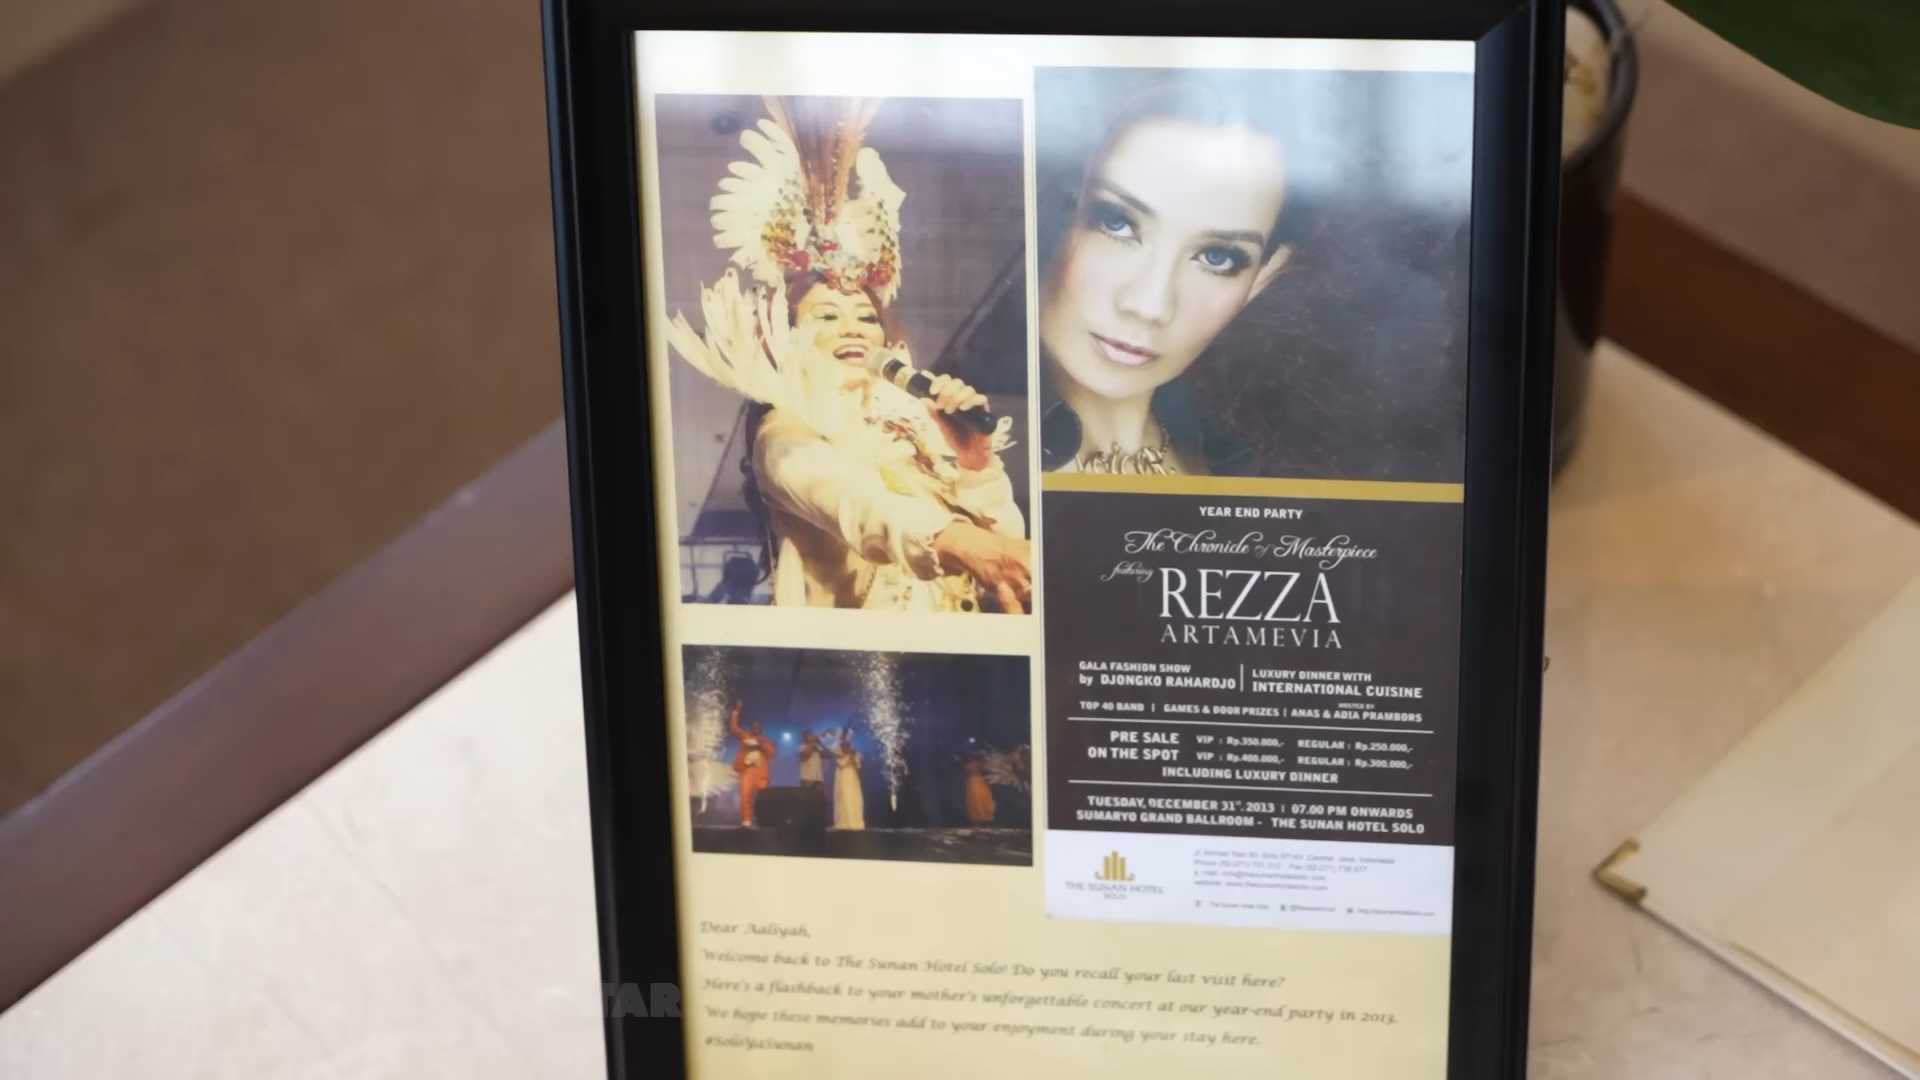 YEAR END PARTY
The Chronicle of Masterpiece
featuring
REZZA
ARTAMEVIA
GALA FASHION SHOW
by DJONGKO RAHARDJO
LUXURY DINNER WITH
INTERNATIONAL CUISINE
HOSTED BY
TOP 40 BAND | GAMES & DOOR PRIZES | ANAS & ADIA PRAMBORS
PRE SALE VIP : Rp.350.000,- REGULAR : Rp.250.000,-
ON THE SPOT VIP : Rp.400.000,- REGULAR : Rp.300.000,-
INCLUDING LUXURY DINNER
TUESDAY, DECEMBER 31st, 2013 | 07.00 PM ONWARDS
SUMARYO GRAND BALLROOM - THE SUNAN HOTEL SOLO
THE SUNAN HOTEL
SOLO
Dear Aaliyah,
Welcome back to The Sunan Hotel Solo! Do you recall your last visit here?
Here's a flashback to your mother's unforgettable concert at our year-end party in 2013.
We hope these memories add to your enjoyment during your stay here.
#SoloYaSunan
TAR